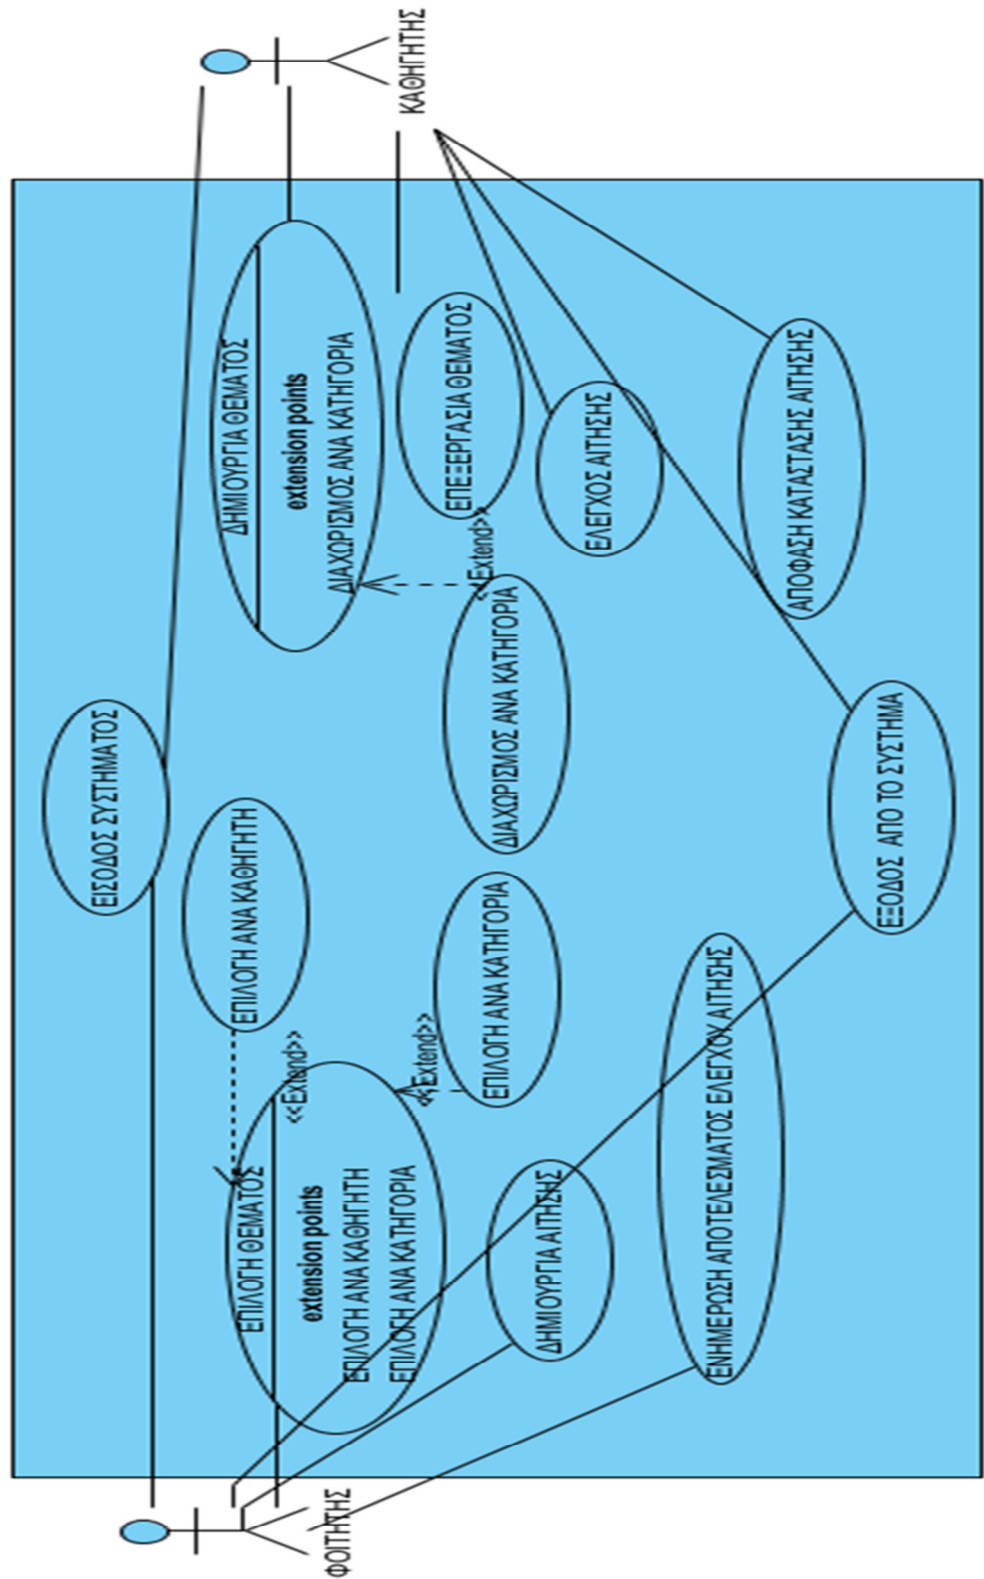 ΕΙΣΟΔΟΣ ΣΥΣΤΗΜΑΤΟΣ
ΕΠΙΛΟΓΗ ΑΝΑ ΚΑΘΗΓΗΤΗ
ΔΗΜΙΟΥΡΓΙΑ ΘΕΜΑΤΟΣ
extension points
ΔΙΑΧΩΡΙΣΜΟΣ ΑΝΑ ΚΑΤΗΓΟΡΙΑ
ΚΑΘΗΓΗΤΗΣ
ΕΠΙΛΟΓΗ ΘΕΜΑΤΟΣ
<<Extend>>
extension points
ΕΠΙΛΟΓΗ ΑΝΑ ΚΑΘΗΓΗΤΗ
ΕΠΙΛΟΓΗ ΑΝΑ ΚΑΤΗΓΟΡΙΑ
ΦΟΙΤΗΤΗΣ
<<Extend>>
ΕΠΙΛΟΓΗ ΑΝΑ ΚΑΤΗΓΟΡΙΑ
<<Extend>>
ΔΙΑΧΩΡΙΣΜΟΣ ΑΝΑ ΚΑΤΗΓΟΡΙΑ
ΕΠΕΞΕΡΓΑΣΙΑ ΘΕΜΑΤΟΣ
ΔΗΜΙΟΥΡΓΙΑ ΑΙΤΗΣΗΣ
ΕΛΕΓΧΟΣ ΑΙΤΗΣΗΣ
ΕΝΗΜΕΡΩΣΗ ΑΠΟΤΕΛΕΣΜΑΤΟΣ ΕΛΕΓΧΟΥ ΑΙΤΗΣΗΣ
ΑΠΟΦΑΣΗ ΚΑΤΑΣΤΑΣΗΣ ΑΙΤΗΣΗΣ
ΕΞΟΔΟΣ ΑΠΟ ΤΟ ΣΥΣΤΗΜΑ